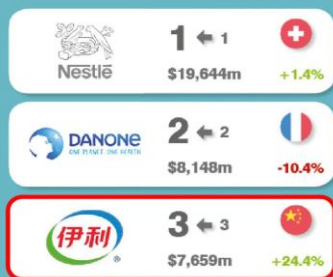 1 ← 1
Nestlé
$19,644m
+1.4%
2 ← 2
DANONE
ONE PLANET. ONE HEALTH
$8,148m
-10.4%
3 ← 3
伊利®
$7,659m
+24.4%